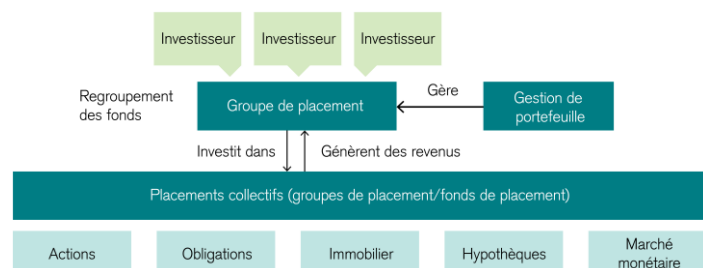 Investisseur
Investisseur
Investisseur
Regroupement
des fonds
Groupe de placement
Gère
Gestion de
portefeuille
Investit dans
Génèrent des revenus
Placements collectifs (groupes de placement/fonds de placement)
Actions
Obligations
Immobilier
Hypothèques
Marché
monétaire